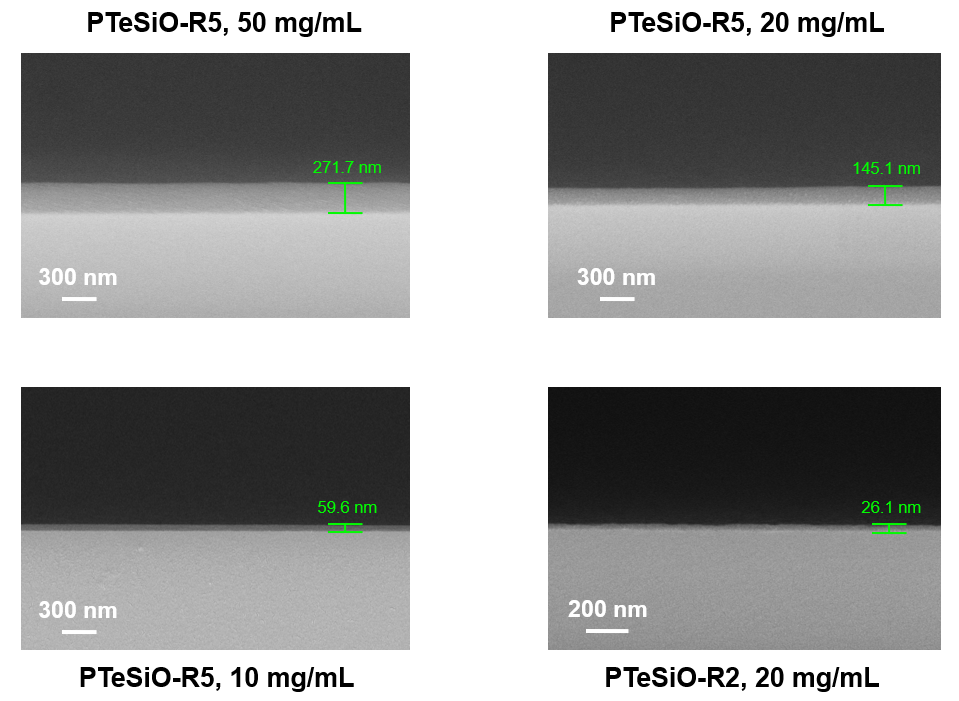 PTeSiO-R5, 50 mg/mL
PTeSiO-R5, 20 mg/mL
271.7 nm
145.1 nm
300 nm
300 nm
59.6 nm
26.1 nm
300 nm
200 nm
PTeSiO-R5, 10 mg/mL
PTeSiO-R2, 20 mg/mL